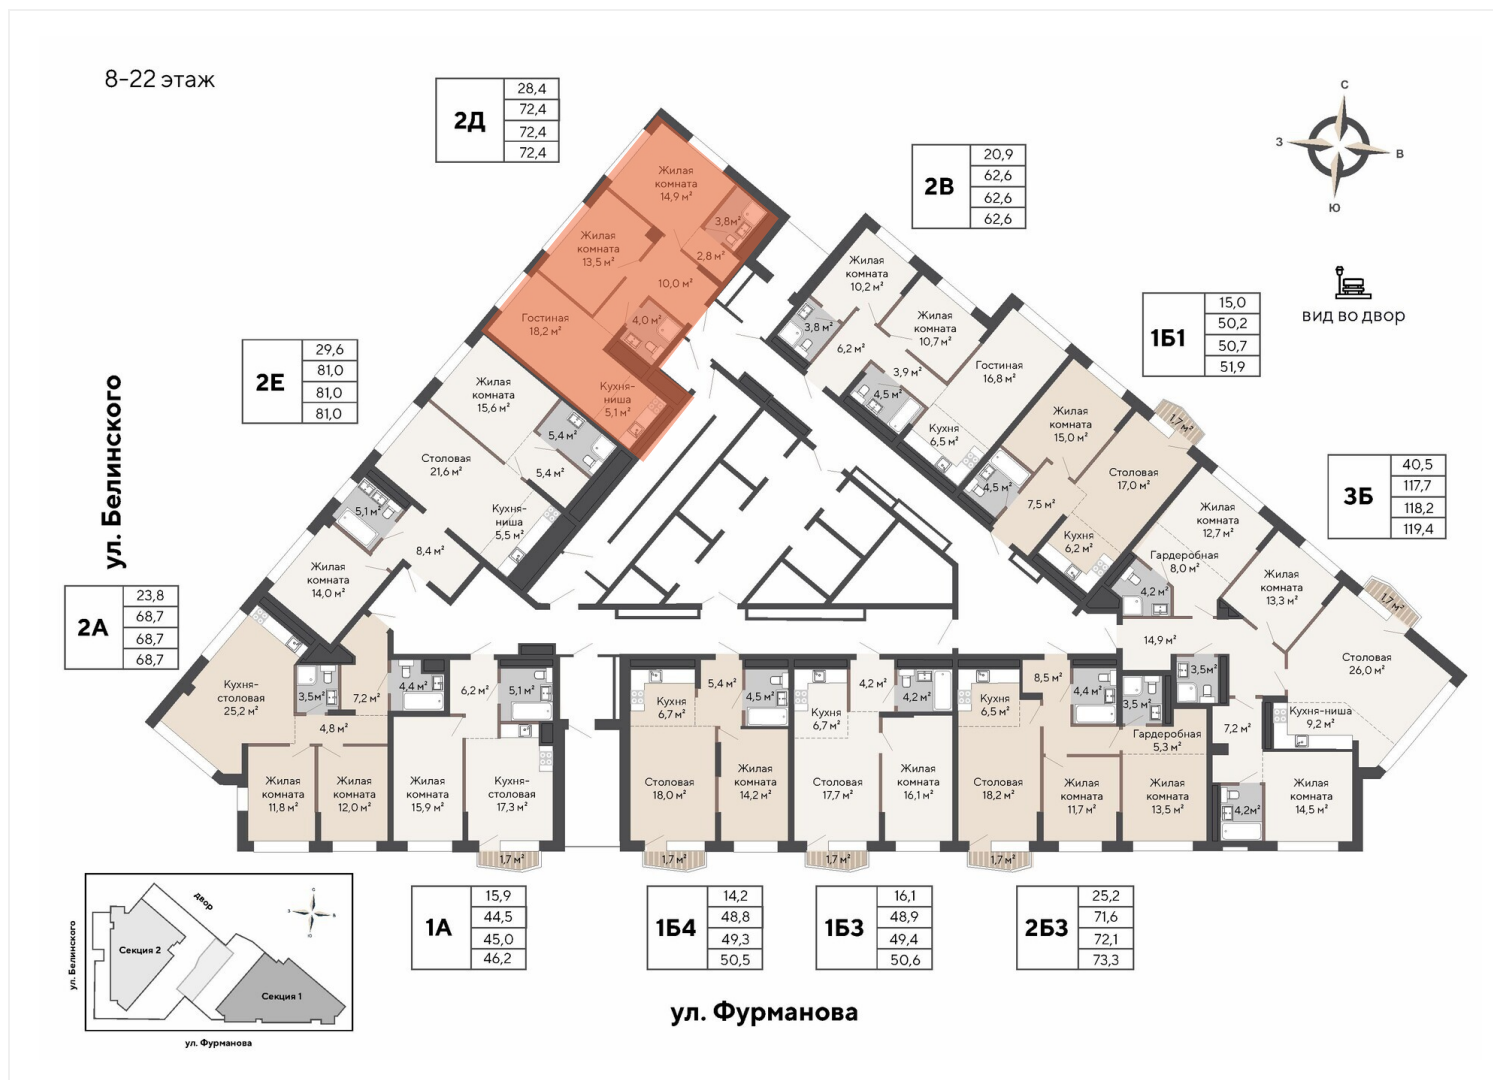 8-22 этаж
2Д
28,4
72,4
72,4
72,4
2В
20,9
62,6
62,6
62,6
С
З
В
Ю
ВИД ВО ДВОР
1Б1
15,0
50,2
50,7
51,9
2Е
29,6
81,0
81,0
81,0
3Б
40,5
117,7
118,2
119,4
2А
23,8
68,7
68,7
68,7
ул. Белинского
Жилая
комната
14,9 м²
3,8м²
2,8 м²
Жилая
комната
13,5 м²
10,0 м²
Гостиная
18,2 м²
4,0 м²
Кухня-
ниша
5,1 м²
Жилая
комната
10,2 м²
3,8 м²
6,2 м²
Жилая
комната
10,7 м²
3,9 м²
4,5 м²
Гостиная
16,8 м²
Кухня
6,5 м²
Жилая
комната
15,0 м²
1,7 м²
Столовая
17,0 м²
4,5 м²
7,5 м²
Кухня
6,2 м²
Жилая
комната
15,6 м²
5,4 м²
5,4 м²
Столовая
21,6 м²
Кухня-
ниша
5,5 м²
5,1 м²
8,4 м²
Жилая
комната
14,0 м²
Жилая
комната
12,7 м²
Гардеробная
8,0 м²
4,2 м²
Жилая
комната
13,3 м²
1,7 м²
14,9 м²
3,5м²
Столовая
26,0 м²
Кухня-ниша
9,2 м²
7,2 м²
4,2м²
Жилая
комната
14,5 м²
Кухня-
столовая
25,2 м²
3,5м²
7,2 м²
4,4 м²
4,8 м²
Жилая
комната
11,8 м²
Жилая
комната
12,0 м²
6,2 м²
5,1 м²
Жилая
комната
15,9 м²
Кухня-
столовая
17,3 м²
1,7 м²
5,4 м²
4,5 м²
Кухня
6,7 м²
Столовая
18,0 м²
Жилая
комната
14,2 м²
1,7 м²
4,2 м²
4,2 м²
Кухня
6,7 м²
Столовая
17,7 м²
Жилая
комната
16,1 м²
1,7 м²
8,5 м²
4,4 м²
3,5 м²
Кухня
6,5 м²
Гардеробная
5,3 м²
Столовая
18,2 м²
Жилая
комната
11,7 м²
Жилая
комната
13,5 м²
1,7 м²
1А
15,9
44,5
45,0
46,2
1Б4
14,2
48,8
49,3
50,5
1Б3
16,1
48,9
49,4
50,6
2Б3
25,2
71,6
72,1
73,3
ул. Фурманова
двор
ул. Белинского
Секция 2
Секция 1
С
З
ул. Фурманова